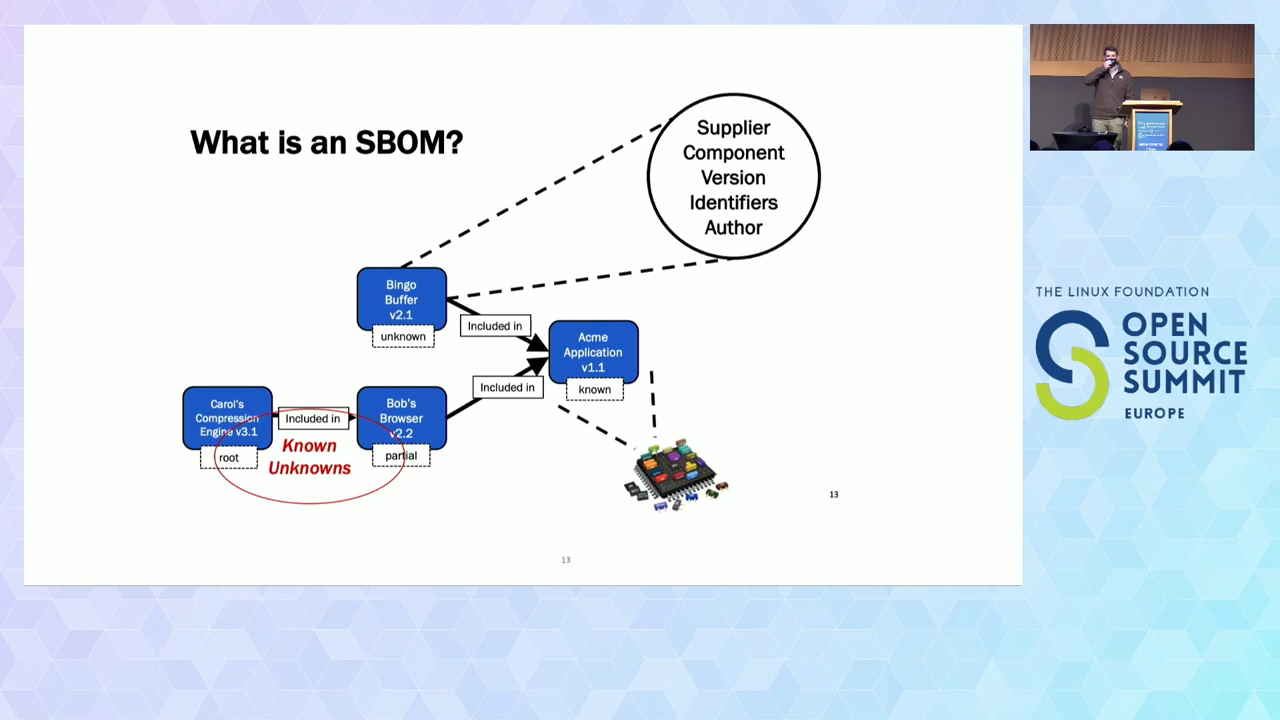 What is an SBOM?
Supplier
Component
Version
Identifiers
Author
Bingo
Buffer
v2.1
unknown
Included in
Acme
Application
v1.1
known
Included in
Carol's
Compression
Engine v3.1
root
Included in
Bob's
Browser
v2.2
partial
Known
Unknowns
13
13
THE LINUX FOUNDATION
OPEN
SOURCE
SUMMIT
EUROPE